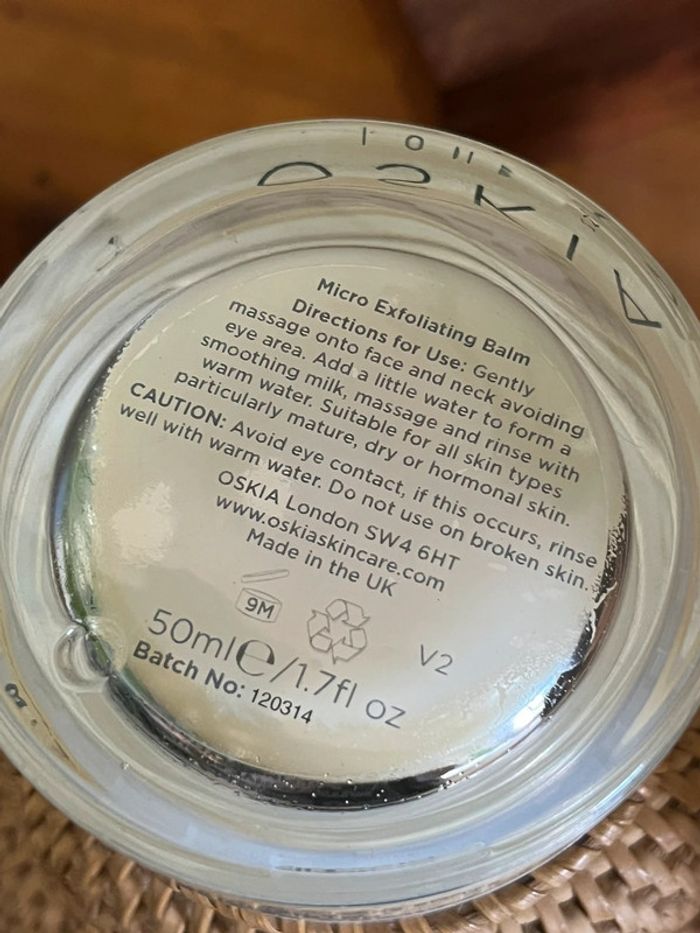 OSKIA
Micro Exfoliating Balm
Directions for Use: Gently
massage onto face and neck avoiding
eye area. Add a little water to form a
smoothing milk, massage and rinse with
warm water. Suitable for all skin types
particularly mature, dry or hormonal skin.
CAUTION: Avoid eye contact, if this occurs, rinse
well with warm water. Do not use on broken skin.
OSKIA London SW4 6HT
www.oskiaskincare.com
Made in the UK
9M
V2
50ml℮/1.7fl oz
Batch No: 120314